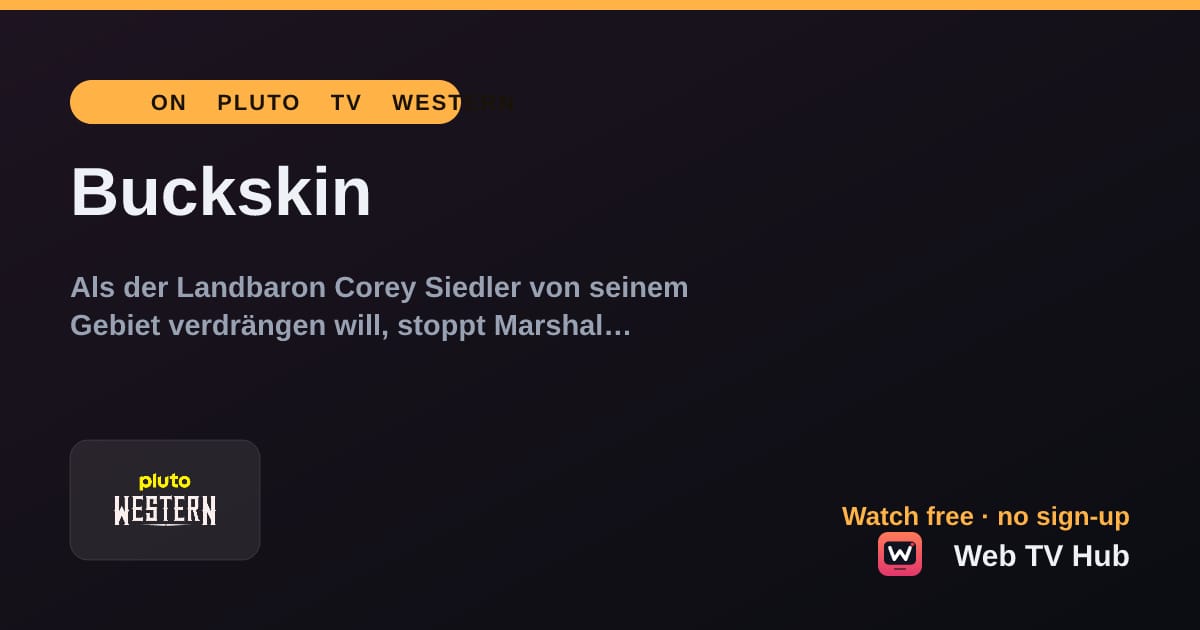 ON PLUTO TV WESTERN
Buckskin
Als der Landbaron Corey Siedler von seinem
Gebiet verdrängen will, stoppt Marshal…
pluto
WESTERN
Watch free · no sign-up
W
Web TV Hub